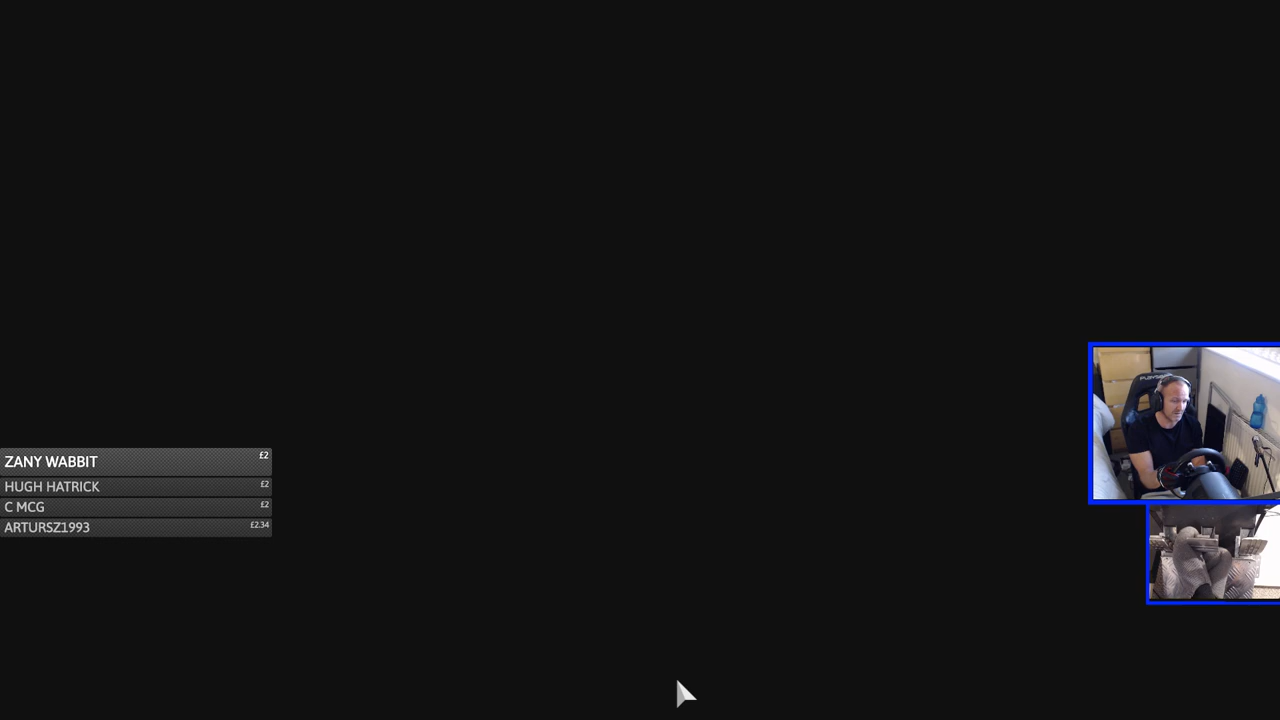 ZANY WABBIT £2
HUGH HATRICK £2
C MCG £2
ARTURSZ1993 £2.34